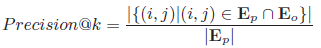 Precision@k = |{(i, j)|(i, j) ∈ E_p ∩ E_o}| / |E_p|